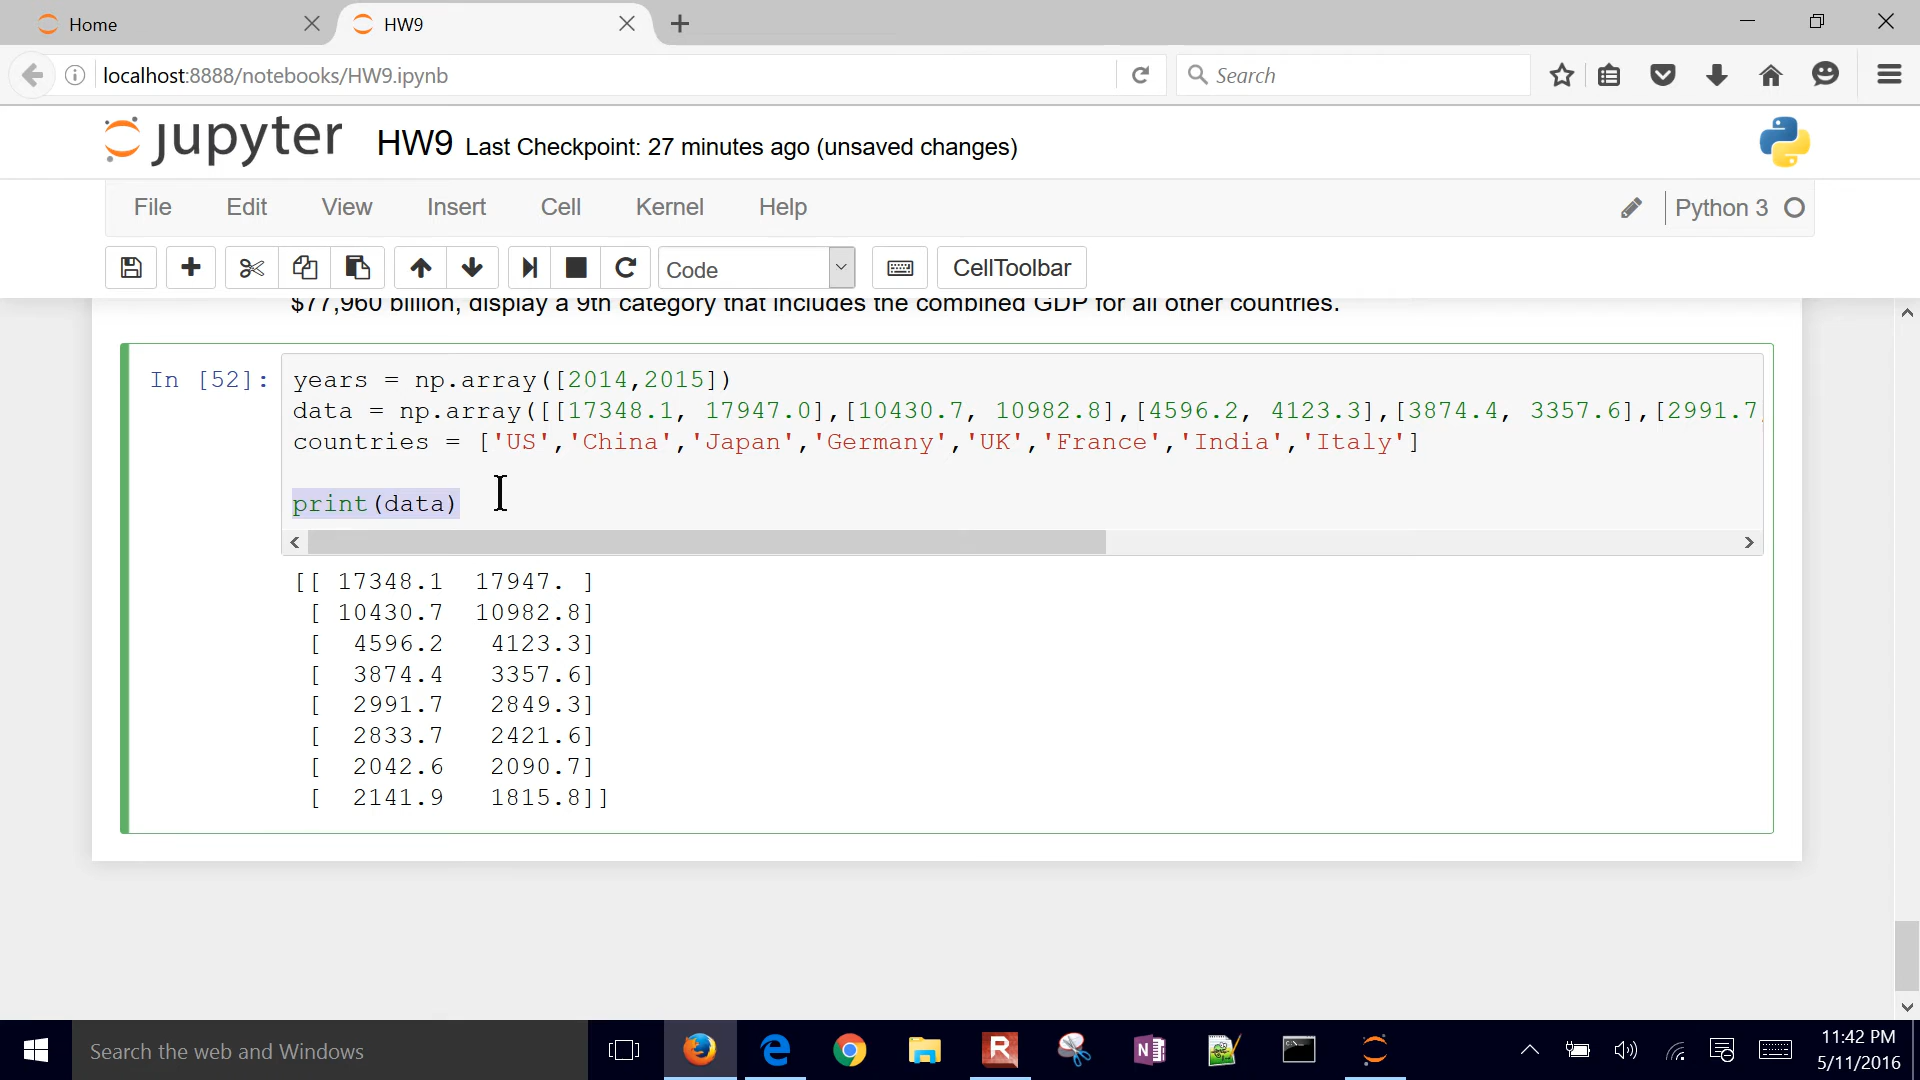 Home
HW9
localhost:8888/notebooks/HW9.ipynb
Search
jupyter
HW9 Last Checkpoint: 27 minutes ago (unsaved changes)
File Edit View Insert Cell Kernel Help
Python 3
Code
CellToolbar
$77,960 billion, display a 9th category that includes the combined GDP for all other countries.
In [52]:
years = np.array([2014,2015])
data = np.array([[17348.1, 17947.0],[10430.7, 10982.8],[4596.2, 4123.3],[3874.4, 3357.6],[2991.7,
countries = ['US','China','Japan','Germany','UK','France','India','Italy']
print(data)
[[ 17348.1  17947. ]
[ 10430.7  10982.8]
[  4596.2   4123.3]
[  3874.4   3357.6]
[  2991.7   2849.3]
[  2833.7   2421.6]
[  2042.6   2090.7]
[  2141.9   1815.8]]
Search the web and Windows
11:42 PM
5/11/2016